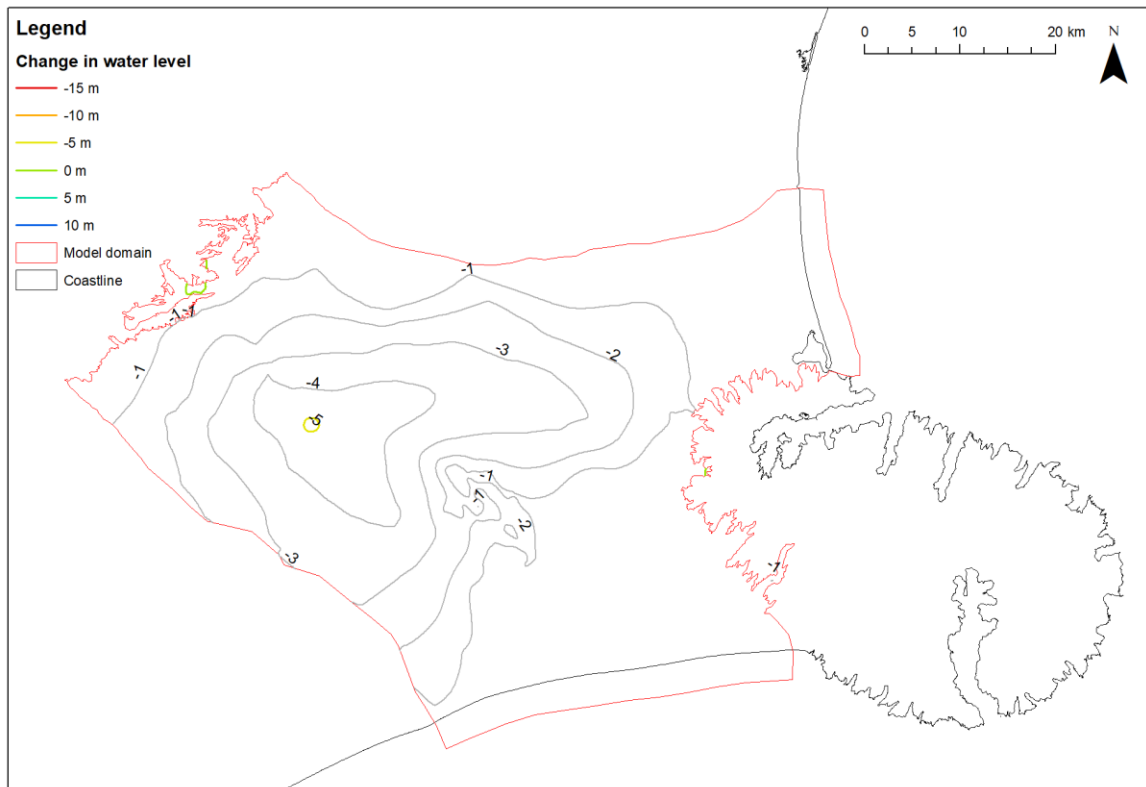 Legend
Change in water level
-15 m
-10 m
-5 m
0 m
5 m
10 m
Model domain
Coastline
0 5 10 20 km
N
-1
-1 -1
-1
-2
-3
-4
-5
-1
-1
-2
-3
-1